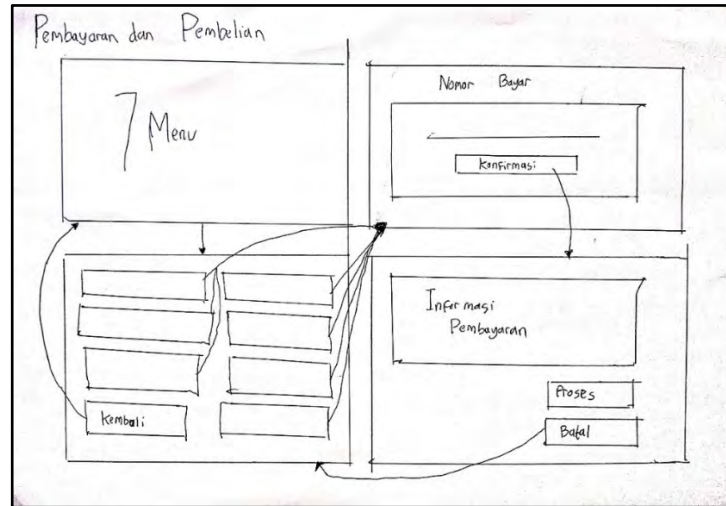 Pembayaran dan Pembelian
7 Menu
Nomor Bayar
Konfirmasi
Kembali
Informasi
Pembayaran
Proses
Batal